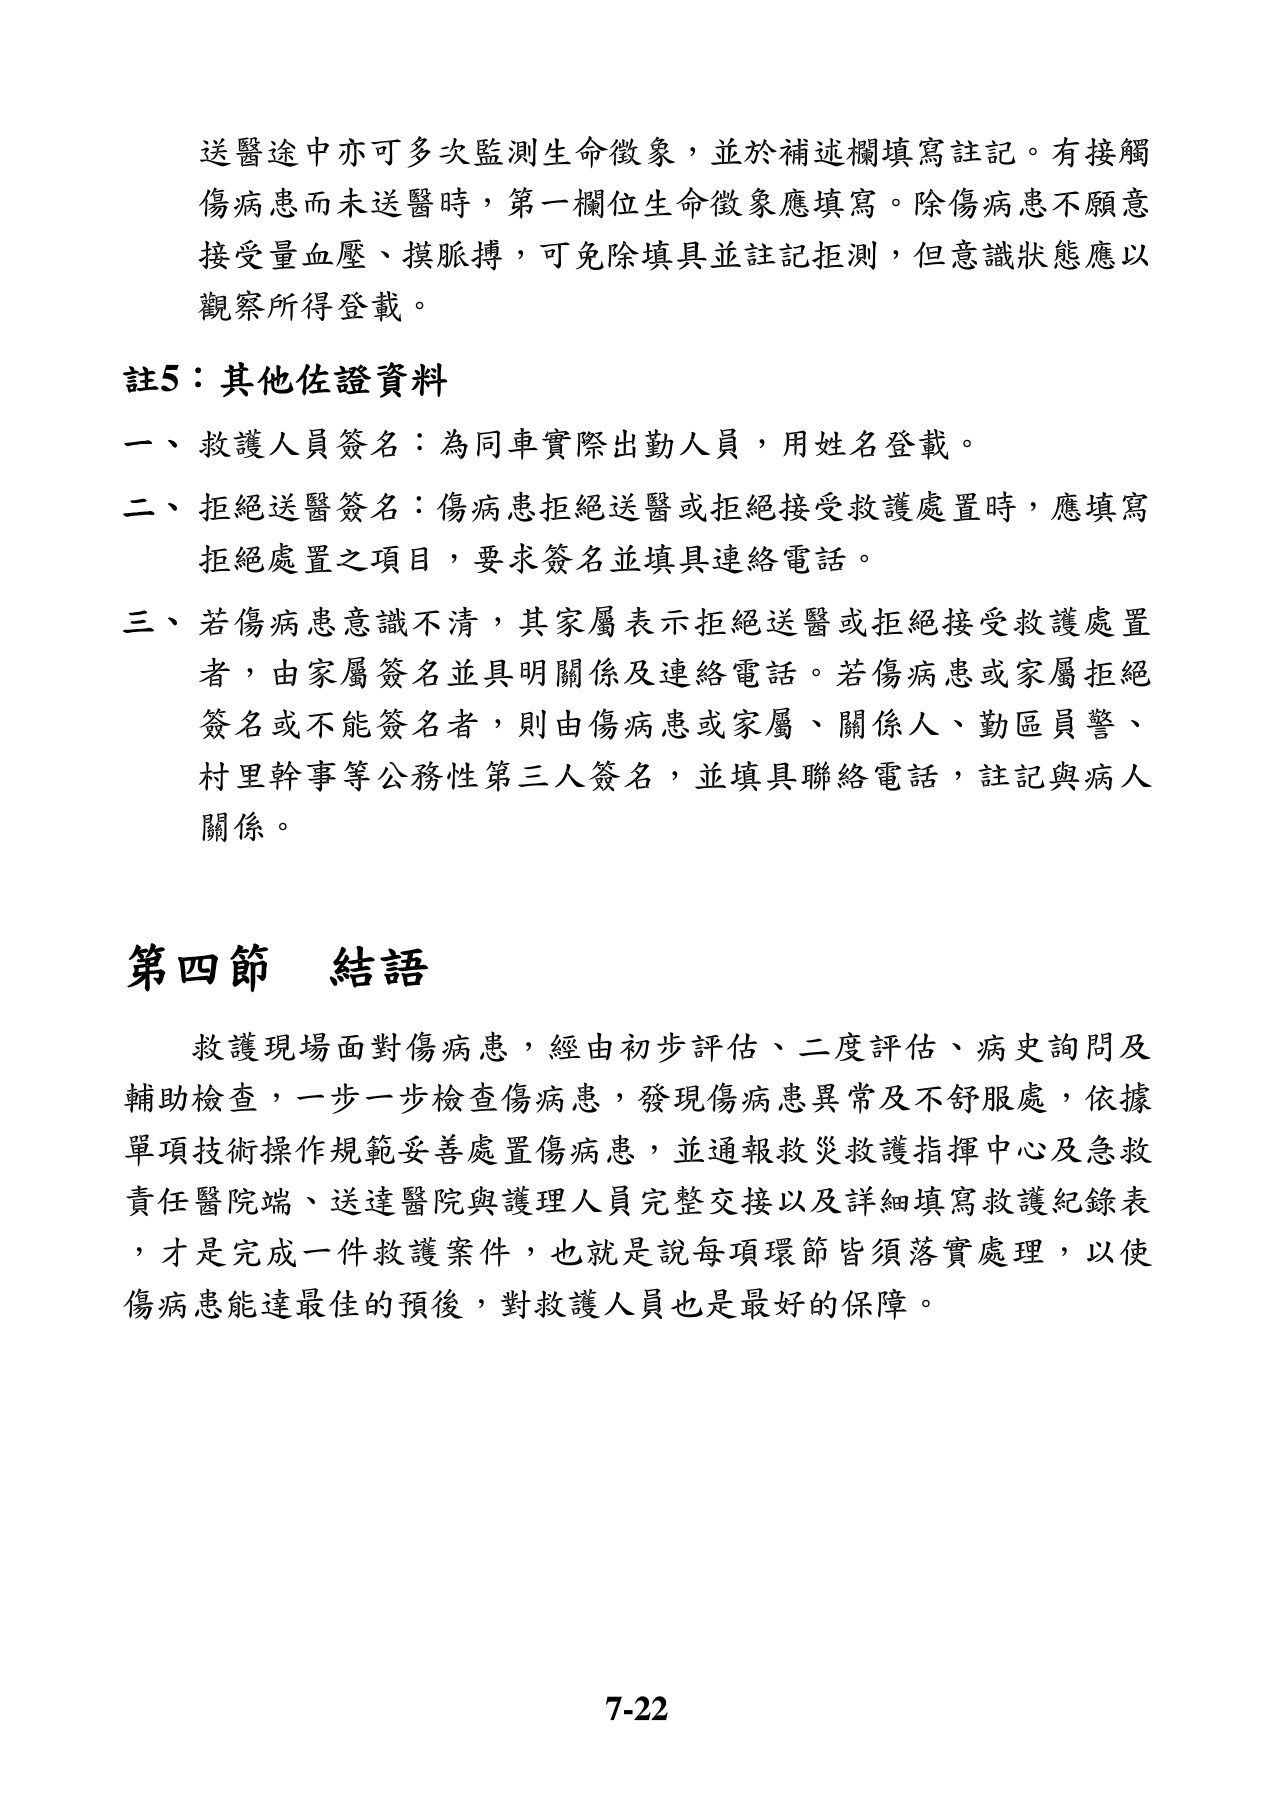 送醫途中亦可多次監測生命徵象，並於補述欄填寫註記。有接觸
傷病患而未送醫時，第一欄位生命徵象應填寫。除傷病患不願意
接受量血壓、摸脈搏，可免除填具並註記拒測，但意識狀態應以
觀察所得登載。
註5：其他佐證資料
一、救護人員簽名：為同車實際出勤人員，用姓名登載。
二、拒絕送醫簽名：傷病患拒絕送醫或拒絕接受救護處置時，應填寫
拒絕處置之項目，要求簽名並填具連絡電話。
三、若傷病患意識不清，其家屬表示拒絕送醫或拒絕接受救護處置
者，由家屬簽名並具明關係及連絡電話。若傷病患或家屬拒絕
簽名或不能簽名者，則由傷病患或家屬、關係人、勤區員警、
村里幹事等公務性第三人簽名，並填具聯絡電話，註記與病人
關係。
第四節　結語
救護現場面對傷病患，經由初步評估、二度評估、病史詢問及
輔助檢查，一步一步檢查傷病患，發現傷病患異常及不舒服處，依據
單項技術操作規範妥善處置傷病患，並通報救災救護指揮中心及急救
責任醫院端、送達醫院與護理人員完整交接以及詳細填寫救護紀錄表
，才是完成一件救護案件，也就是說每項環節皆須落實處理，以使
傷病患能達最佳的預後，對救護人員也是最好的保障。
7-22